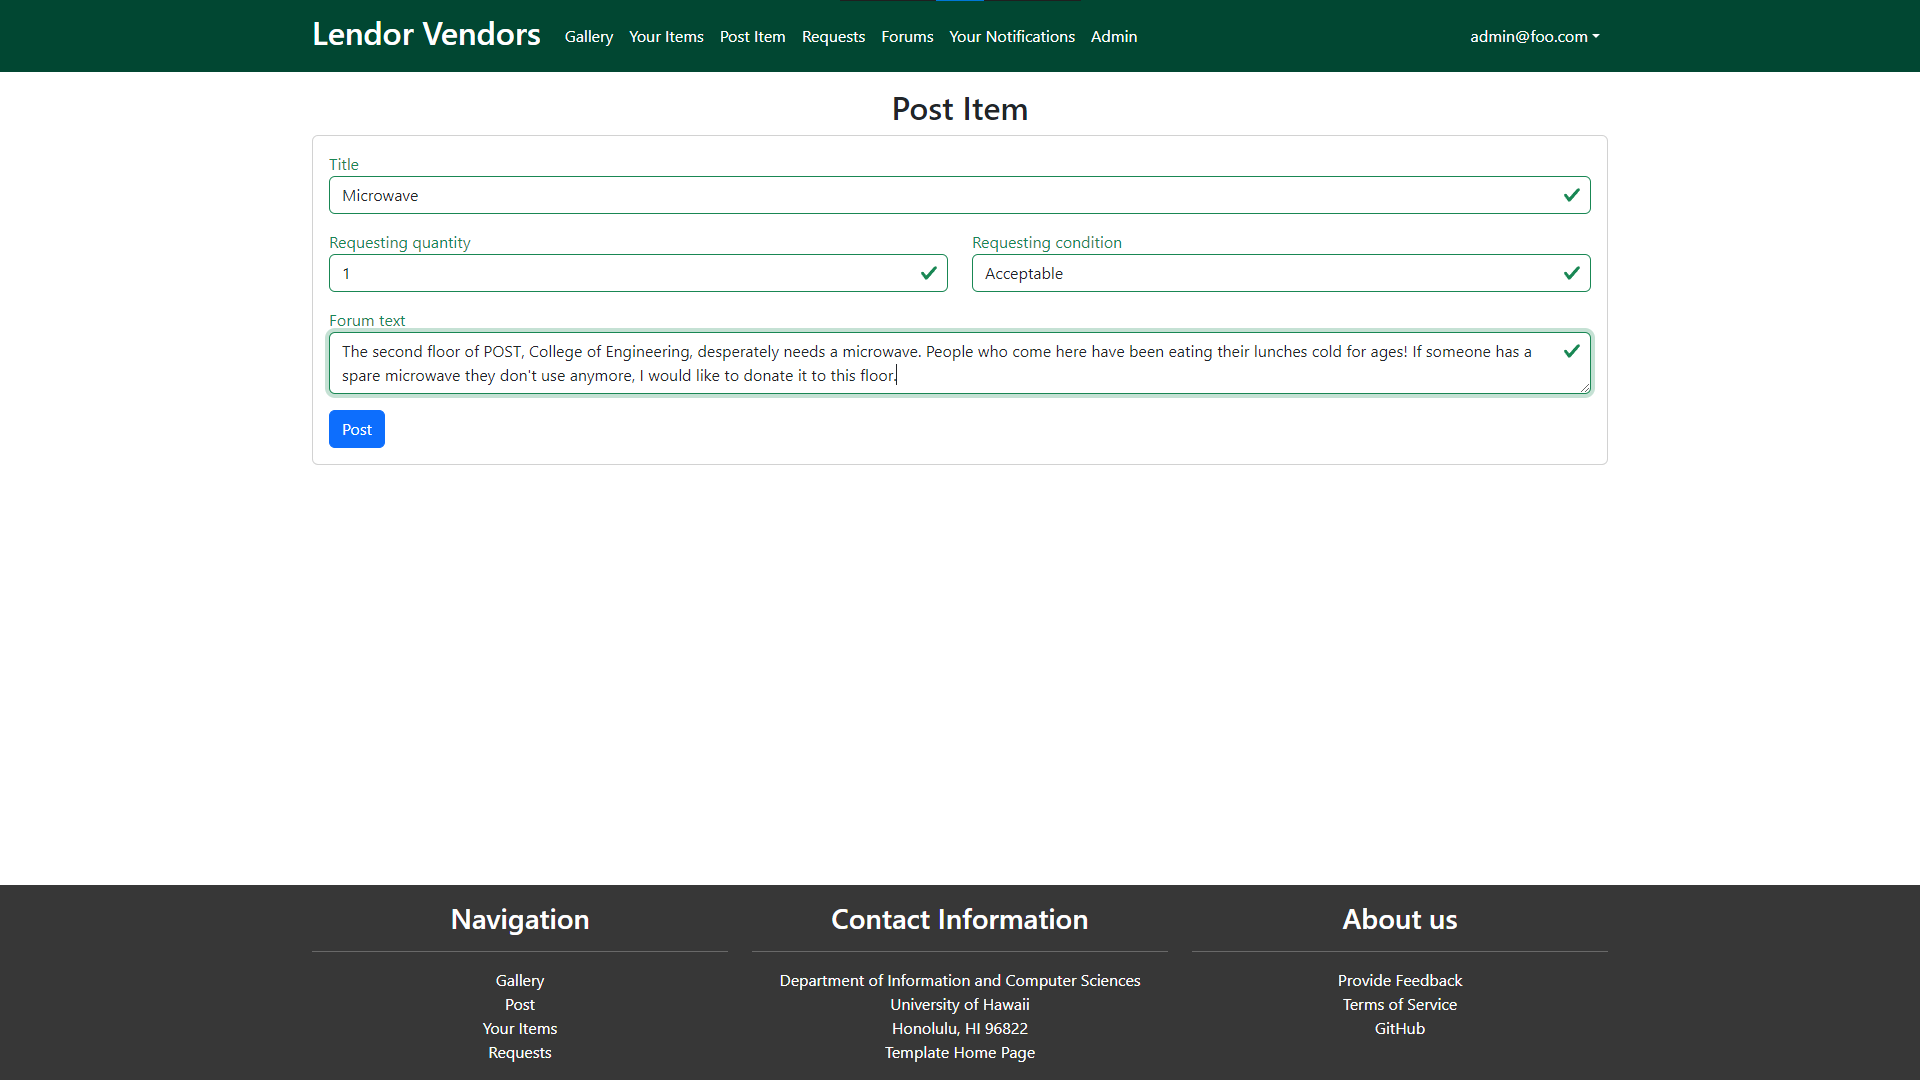 Lendor Vendors Gallery Your Items Post Item Requests Forums Your Notifications Admin admin@foo.com
Post Item
Title
Microwave
Requesting quantity Requesting condition
1 Acceptable
Forum text
The second floor of POST, College of Engineering, desperately needs a microwave. People who come here have been eating their lunches cold for ages! If someone has a
spare microwave they don't use anymore, I would like to donate it to this floor.
Post
Navigation
Gallery
Post
Your Items
Requests
Contact Information
Department of Information and Computer Sciences
University of Hawaii
Honolulu, HI 96822
Template Home Page
About us
Provide Feedback
Terms of Service
GitHub